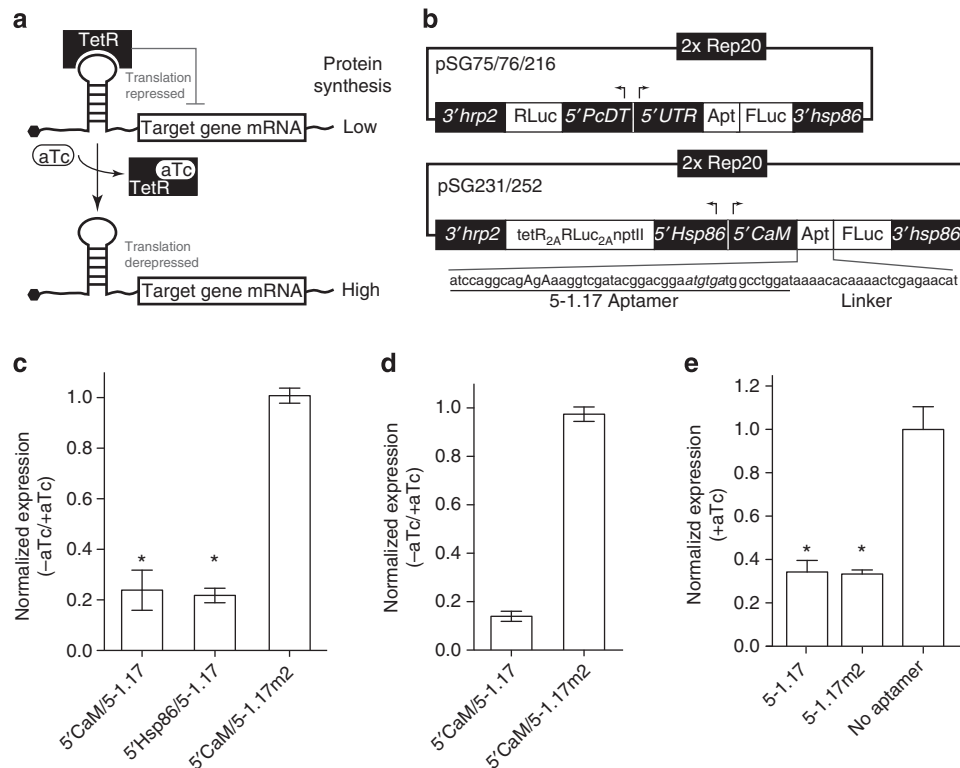 a
TetR
Translation
repressed
Protein
synthesis
Target gene mRNA
Low
aTc
aTc
TetR
Translation
derepressed
Target gene mRNA
High
b
2x Rep20
pSG75/76/216
3′hrp2 RLuc 5′PcDT 5′UTR Apt FLuc 3′hsp86
2x Rep20
pSG231/252
3′hrp2 tetR2ARLuc2AnptII 5′Hsp86 5′CaM Apt FLuc 3′hsp86
atccaggcagAgAaaggtcgatacggacggaatgtgatggcctggataaaacacaaaactcgagaacat
5-1.17 Aptamer Linker
c
Normalized expression
(–aTc/+aTc)
1.0
0.8
0.6
0.4
0.2
0.0
* *
5′CaM/5-1.17
5′Hsp86/5-1.17
5′CaM/5-1.17m2
d
Normalized expression
(–aTc/+aTc)
1.0
0.8
0.6
0.4
0.2
0.0
5′CaM/5-1.17
5′CaM/5-1.17m2
e
Normalizd expression
(+aTc)
1.2
1.0
0.8
0.6
0.4
0.2
0.0
* *
5-1.17
5-1.17m2
No aptamer